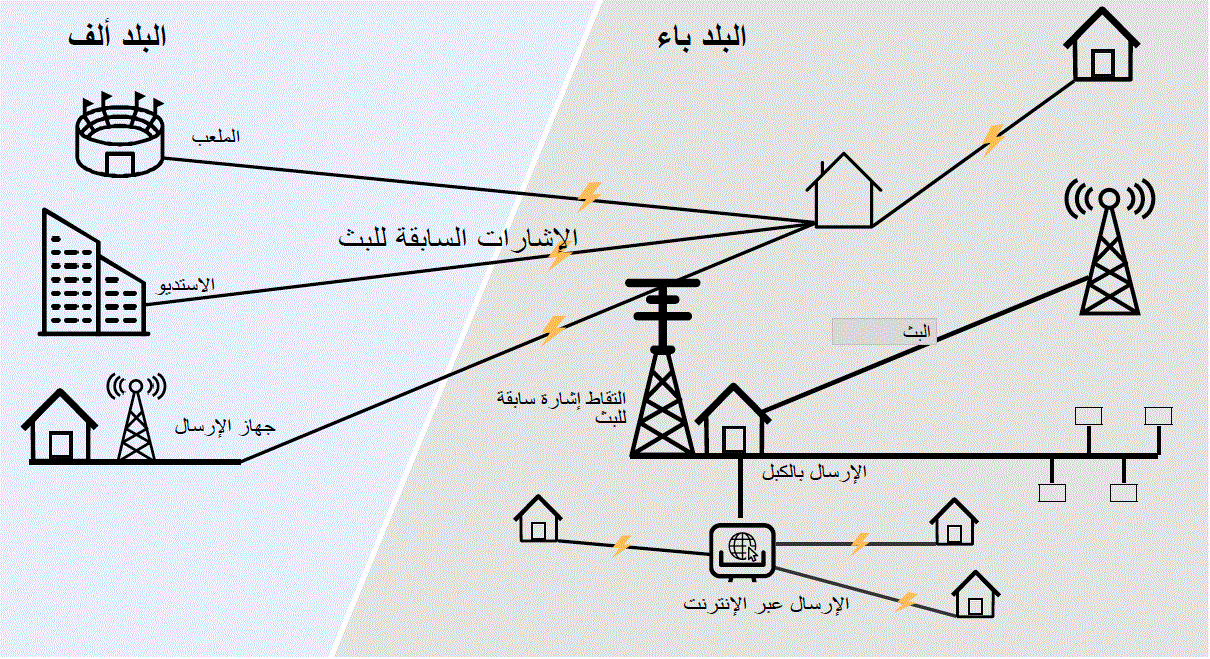 البلد ألف
البلد باء
الملعب
الإشارات السابقة للبث
الاستديو
البث
التقاط إشارة سابقة
للبث
جهاز الإرسال
الإرسال بالكبل
الإرسال عبر الإنترنت